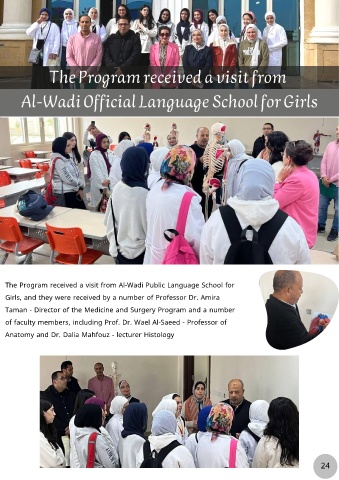 The Program received a visit from
Al-Wadi Official Language School for Girls
The Program received a visit from Al-Wadi Public Language School for
Girls, and they were received by a number of Professor Dr. Amira
Taman - Director of the Medicine and Surgery Program and a number
of faculty members, including Prof. Dr. Wael Al-Saeed - Professor of
Anatomy and Dr. Dalia Mahfouz - lecturer Histology
24